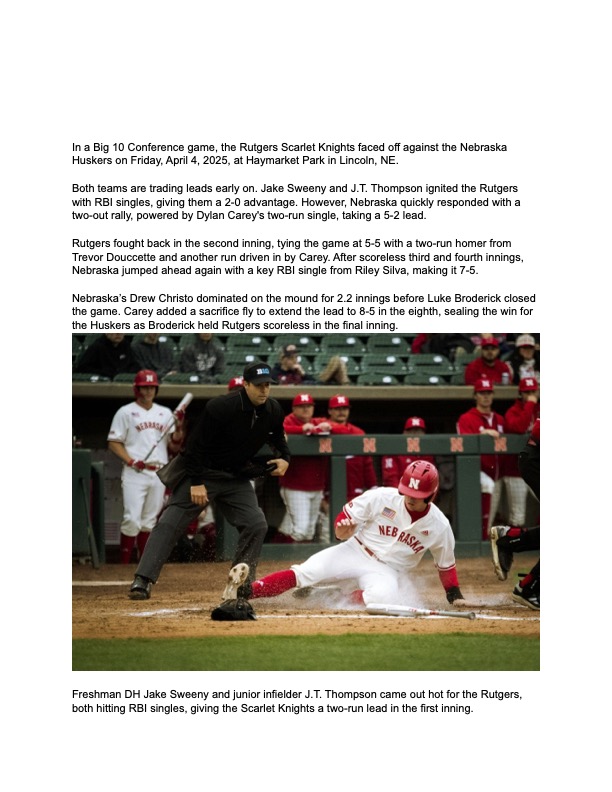 In a Big 10 Conference game, the Rutgers Scarlet Knights faced off against the Nebraska
Huskers on Friday, April 4, 2025, at Haymarket Park in Lincoln, NE.
Both teams are trading leads early on. Jake Sweeny and J.T. Thompson ignited the Rutgers
with RBI singles, giving them a 2-0 advantage. However, Nebraska quickly responded with a
two-out rally, powered by Dylan Carey's two-run single, taking a 5-2 lead.
Rutgers fought back in the second inning, tying the game at 5-5 with a two-run homer from
Trevor Douccette and another run driven in by Carey. After scoreless third and fourth innings,
Nebraska jumped ahead again with a key RBI single from Riley Silva, making it 7-5.
Nebraska's Drew Christo dominated on the mound for 2.2 innings before Luke Broderick closed
the game. Carey added a sacrifice fly to extend the lead to 8-5 in the eighth, sealing the win for
the Huskers as Broderick held Rutgers scoreless in the final inning.
B1G
N
NEBRASKA
N
NEBRASKA
Freshman DH Jake Sweeny and junior infielder J.T. Thompson came out hot for the Rutgers,
both hitting RBI singles, giving the Scarlet Knights a two-run lead in the first inning.